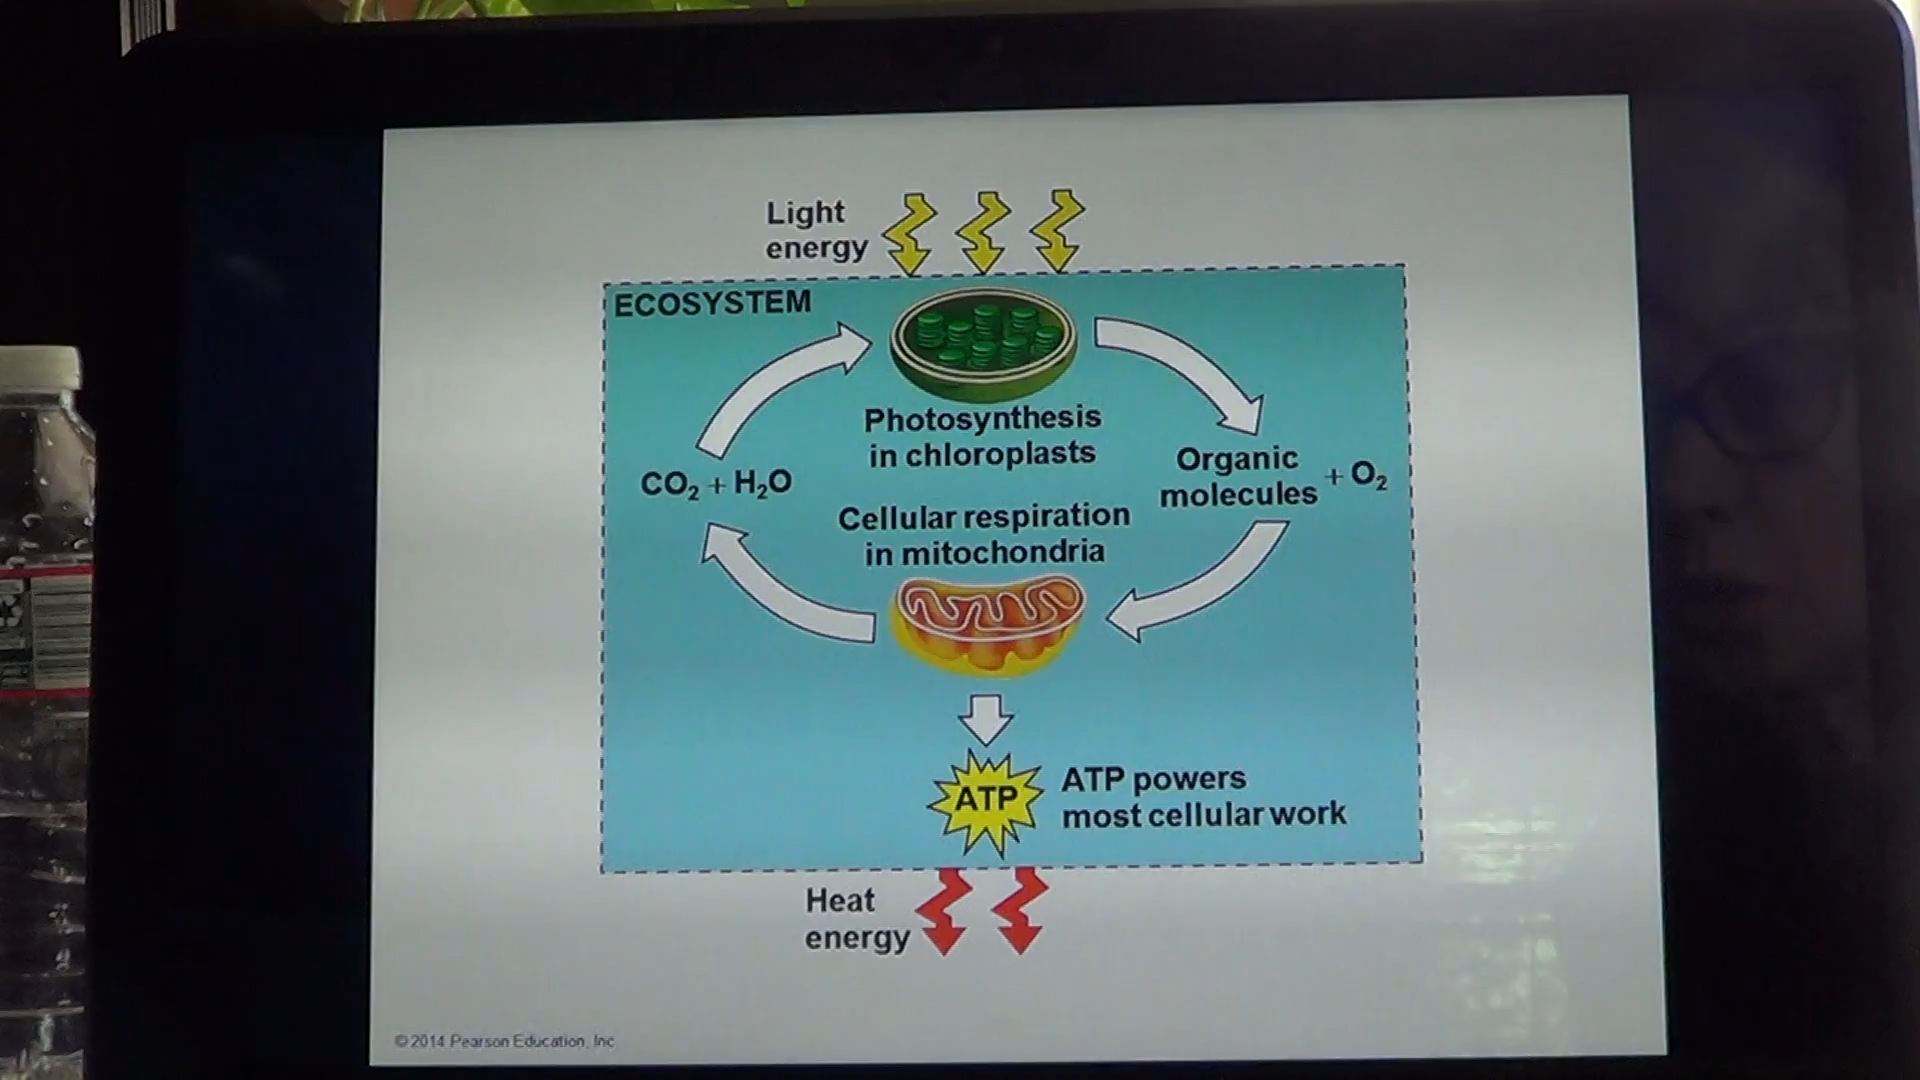 Light
energy
ECOSYSTEM
Photosynthesis
in chloroplasts
CO₂ + H₂O
Organic
molecules + O₂
Cellular respiration
in mitochondria
ATP
ATP powers
most cellular work
Heat
energy
© 2014 Pearson Education, Inc